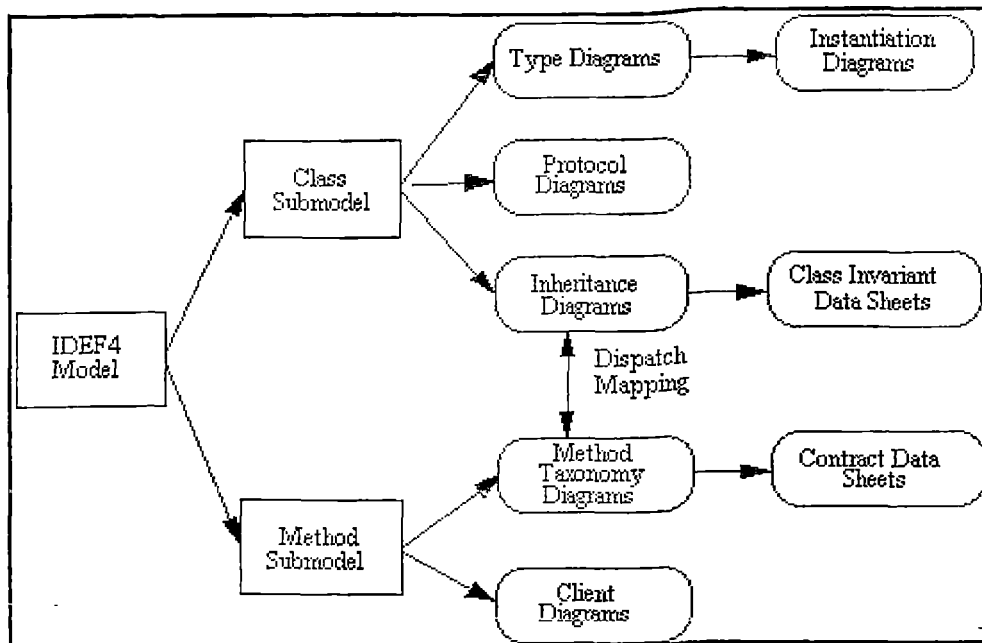 Type Diagrams
Instantiation
Diagrams
Class
Submodel
Protocol
Diagrams
Inheritance
Diagrams
Class Invariant
Data Sheets
IDEF4
Model
Dispatch
Mapping
Method
Taxonomy
Diagrams
Contract Data
Sheets
Method
Submodel
Client
Diagrams